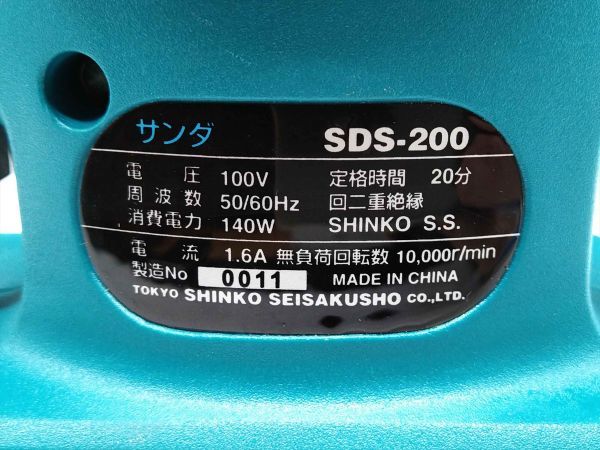 サンダ SDS-200
電圧 100V 定格時間 20分
周波数 50/60Hz 回二重絶縁
消費電力 140W SHINKO S.S.
電流 1.6A 無負荷回転数 10,000r/min
製造No 0011 MADE IN CHINA
TOKYO SHINKO SEISAKUSHO CO.,LTD.